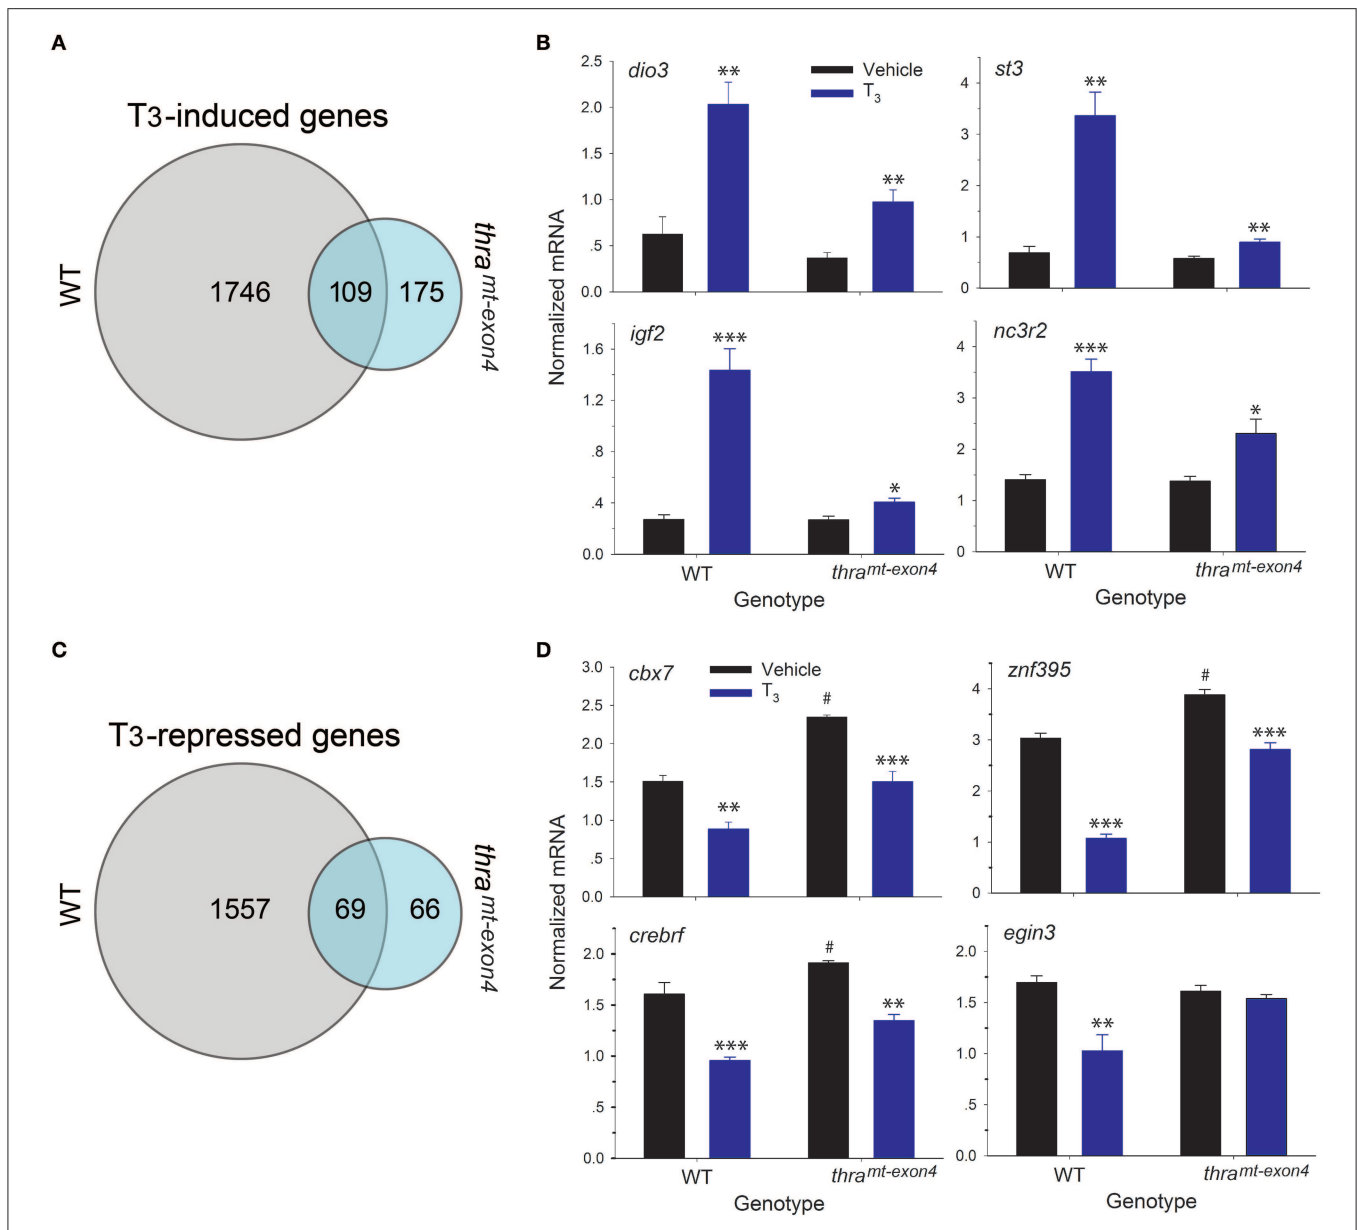 A
T3-induced genes
WT
1746
109
175
thra mt-exon4
B
Normalized mRNA
dio3
Vehicle
T3
2.5
2.0
1.5
1.0
.5
0.0
**
**
st3
4
3
2
1
0
**
**
igf2
1.6
1.2
.8
.4
0.0
***
*
WT
thra mt-exon4
Genotype
nc3r2
4
3
2
1
0
***
*
WT
thra mt-exon4
Genotype
C
T3-repressed genes
WT
1557
69
66
thra mt-exon4
D
Normalized mRNA
cbx7
Vehicle
T3
3.0
2.5
2.0
1.5
1.0
.5
0.0
**
#
***
znf395
4
3
2
1
0
***
#
***
crebrf
2.0
1.5
1.0
.5
0.0
***
#
**
WT
thra mt-exon4
Genotype
egin3
2.0
1.5
1.0
.5
0.0
**
WT
thra mt-exon4
Genotype